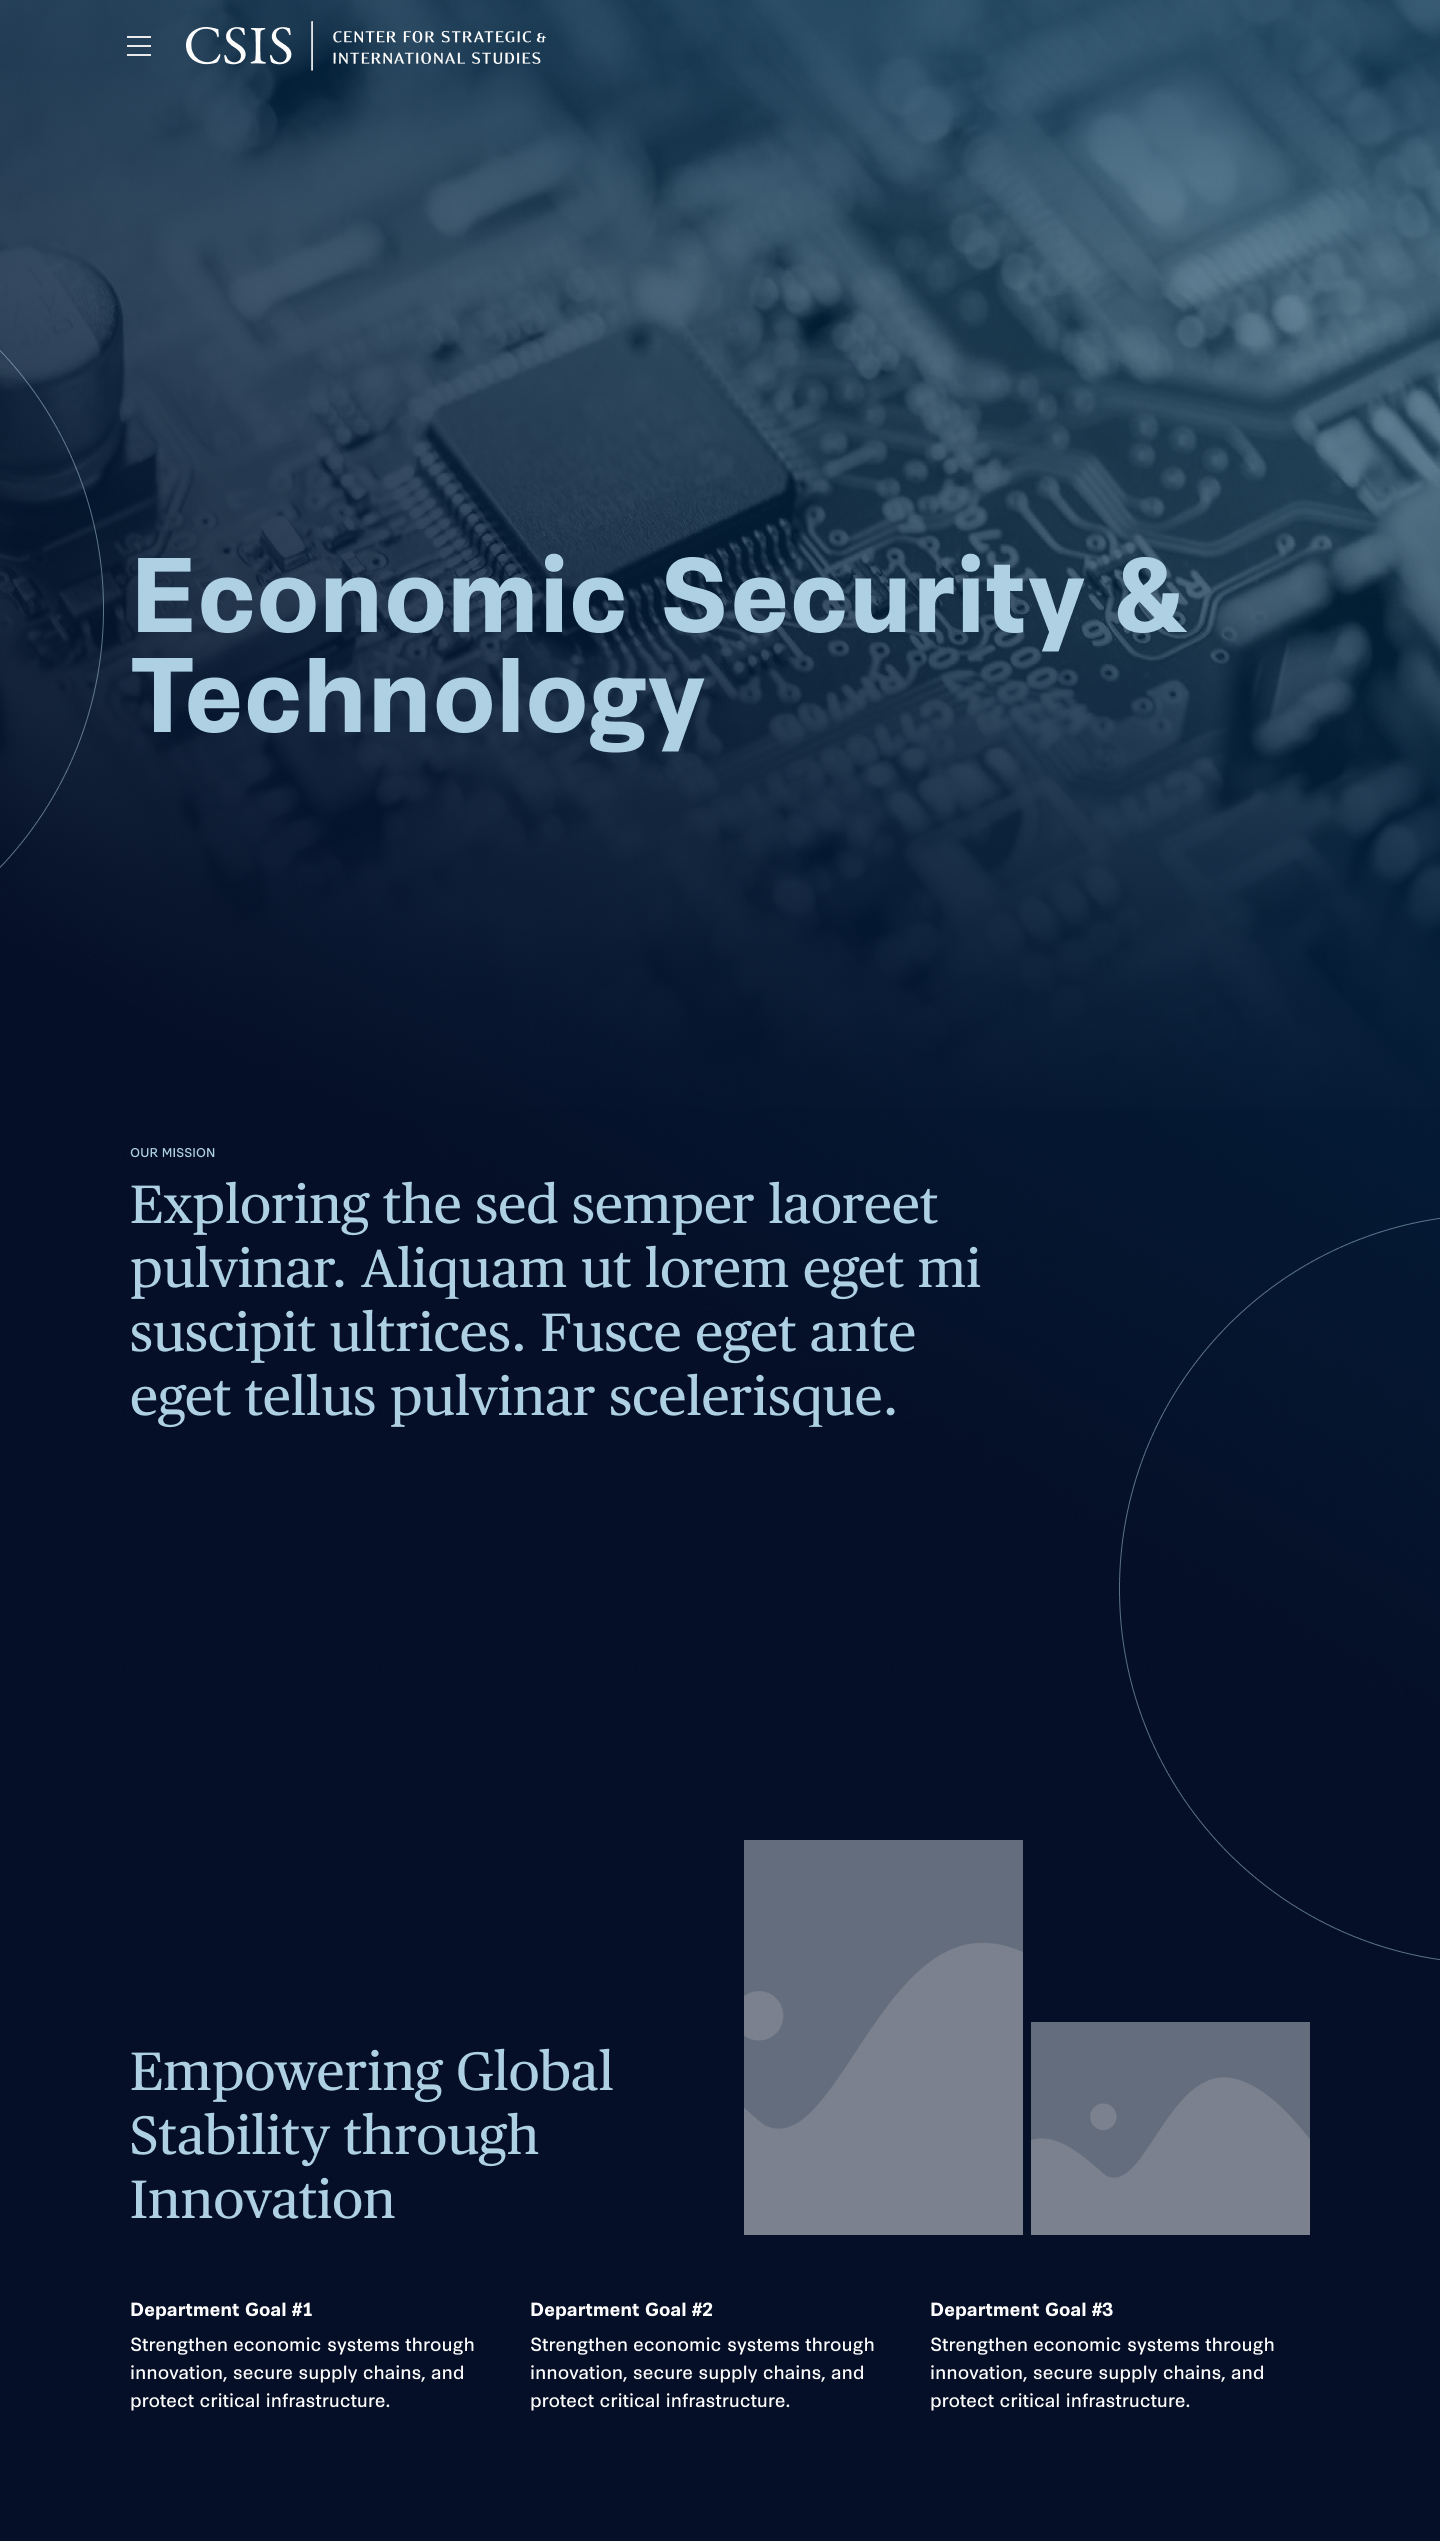 CSIS
CENTER FOR STRATEGIC &
INTERNATIONAL STUDIES
Economic Security &
Technology
OUR MISSION
Exploring the sed semper laoreet
pulvinar. Aliquam ut lorem eget mi
suscipit ultrices. Fusce eget ante
eget tellus pulvinar scelerisque.
Empowering Global
Stability through
Innovation
Department Goal #1
Strengthen economic systems through
innovation, secure supply chains, and
protect critical infrastructure.
Department Goal #2
Strengthen economic systems through
innovation, secure supply chains, and
protect critical infrastructure.
Department Goal #3
Strengthen economic systems through
innovation, secure supply chains, and
protect critical infrastructure.